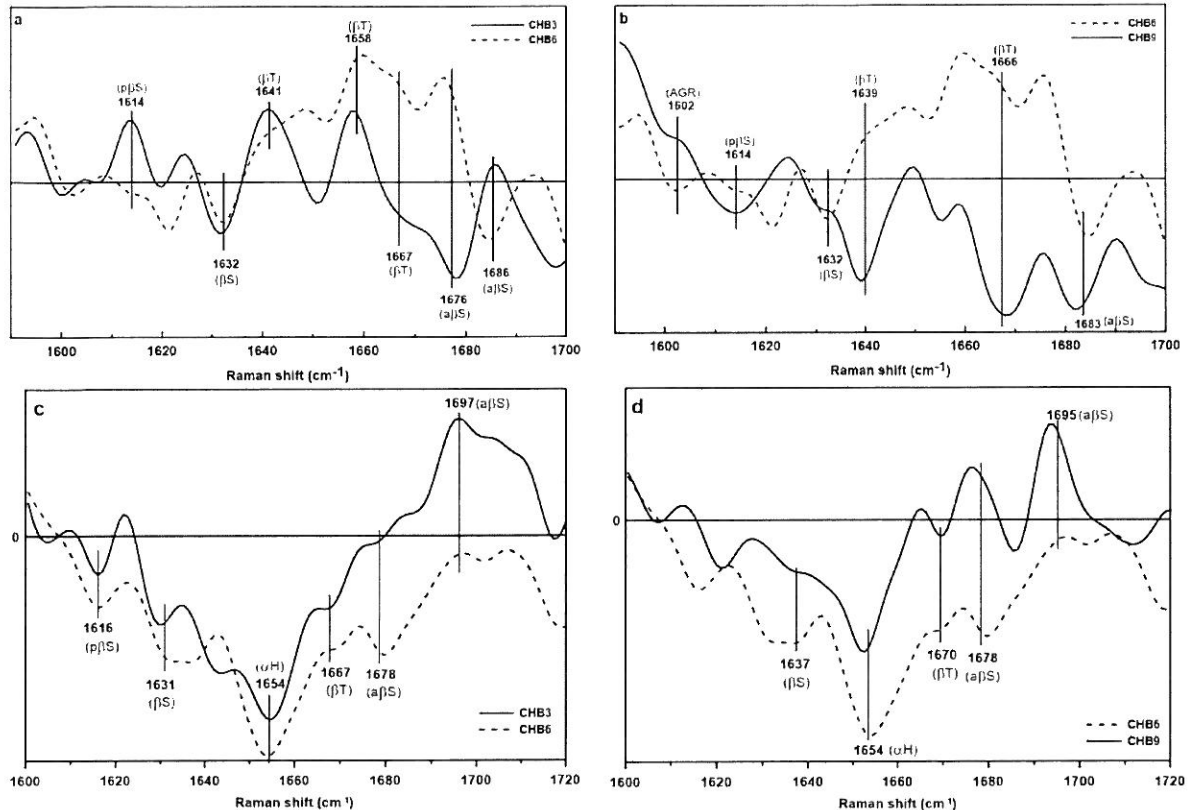 a
CHB3
CHB6
(pβS)
1614
(βT)
1641
(βT)
1658
1632
(βS)
1667
(βT)
1676
(aβS)
1686
(aβS)
1600 1620 1640 1660 1680 1700
Raman shift (cm⁻¹)
b
CHB6
CHB9
(AGR)
1602
(pβS)
1614
(βT)
1639
(βT)
1666
1632
(βS)
1683 (aβS)
1600 1620 1640 1660 1680 1700
Raman shift (cm⁻¹)
c
1697 (aβS)
0
1616
(pβS)
1631
(βS)
(αH)
1654
1667
(βT)
1678
(aβS)
CHB3
CHB6
1600 1620 1640 1660 1680 1700 1720
Raman shift (cm⁻¹)
d
1695 (aβS)
0
1637
(βS)
1670
(βT)
1678
(aβS)
1654 (αH)
CHB6
CHB9
1600 1620 1640 1660 1680 1700 1720
Raman shift (cm⁻¹)